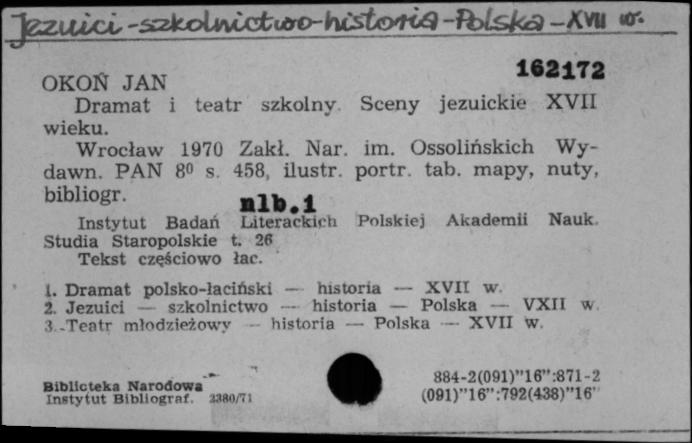 Jezuici-szkolnictwo-historia-Polska-XVII w.
162172
OKOŃ JAN
Dramat i teatr szkolny. Sceny jezuickie XVII
wieku.
Wrocław 1970 Zakł. Nar. im. Ossolińskich Wy-
dawn. PAN 8⁰ s. 458, ilustr. portr. tab. mapy, nuty,
bibliogr.
nlb.1
Instytut Badań Literackich Polskiej Akademii Nauk.
Studia Staropolskie t. 26
Tekst częściowo łac.
1. Dramat polsko-łaciński — historia — XVII w.
2. Jezuici — szkolnictwo — historia — Polska — VXII w.
3. Teatr młodzieżowy — historia — Polska — XVII w.
884-2(091)"16":871-2
Biblioteka Narodowa
Instytut Bibliograf. 2380/71
(091)"16":792(438)"16"